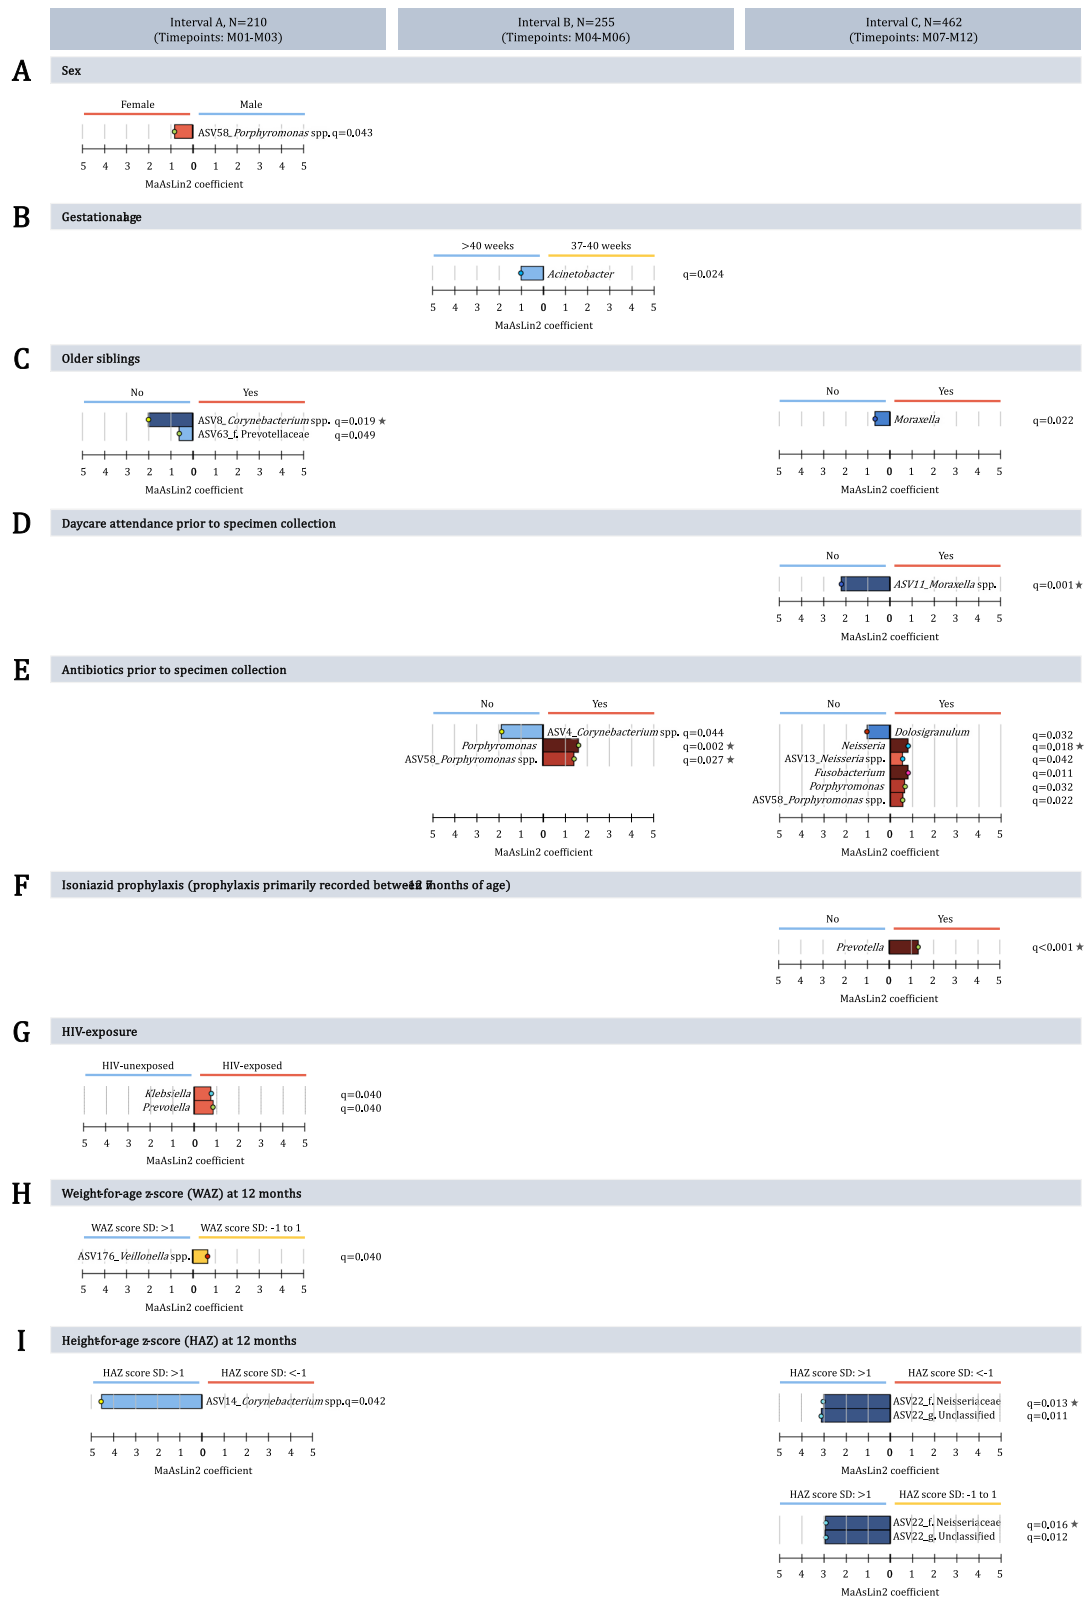 Interval A, N=210
(Timepoints: M01-M03)
Interval B, N=255
(Timepoints: M04-M06)
Interval C, N=462
(Timepoints: M07-M12)
A
Sex
Female Male
ASV58_Porphyromonas spp. q=0.043
5 4 3 2 1 0 1 2 3 4 5
MaAsLin2 coefficient
B
Gestational age
>40 weeks 37-40 weeks
Acinetobacter q=0.024
5 4 3 2 1 0 1 2 3 4 5
MaAsLin2 coefficient
C
Older siblings
No Yes
ASV8_Corynebacterium spp. q=0.019 ★
ASV63_f. Prevotellaceae q=0.049
5 4 3 2 1 0 1 2 3 4 5
MaAsLin2 coefficient
No Yes
Moraxella q=0.022
5 4 3 2 1 0 1 2 3 4 5
MaAsLin2 coefficient
D
Daycare attendance prior to specimen collection
No Yes
ASV11_Moraxella spp. q=0.001 ★
5 4 3 2 1 0 1 2 3 4 5
MaAsLin2 coefficient
E
Antibiotics prior to specimen collection
No Yes
ASV4_Corynebacterium spp. q=0.044
Porphyromonas q=0.002 ★
ASV58_Porphyromonas spp. q=0.027 ★
5 4 3 2 1 0 1 2 3 4 5
MaAsLin2 coefficient
No Yes
Dolosigranulum q=0.032
Neisseria q=0.018 ★
ASV13_Neisseria spp. q=0.042
Fusobacterium q=0.011
Porphyromonas q=0.032
ASV58_Porphyromonas spp. q=0.022
5 4 3 2 1 0 1 2 3 4 5
MaAsLin2 coefficient
F
Isoniazid prophylaxis (prophylaxis primarily recorded between months of age)
No Yes
Prevotella q<0.001 ★
5 4 3 2 1 0 1 2 3 4 5
MaAsLin2 coefficient
G
HIV-exposure
HIV-unexposed HIV-exposed
Klebsiella q=0.040
Prevotella q=0.040
5 4 3 2 1 0 1 2 3 4 5
MaAsLin2 coefficient
H
Weight-for-age z-score (WAZ) at 12 months
WAZ score SD: >1 WAZ score SD: -1 to 1
ASV176_Veillonella spp. q=0.040
5 4 3 2 1 0 1 2 3 4 5
MaAsLin2 coefficient
I
Height-for-age z-score (HAZ) at 12 months
HAZ score SD: >1 HAZ score SD: <-1
ASV14_Corynebacterium spp. q=0.042
5 4 3 2 1 0 1 2 3 4 5
MaAsLin2 coefficient
HAZ score SD: >1 HAZ score SD: <-1
ASV22_f. Neisseriaceae q=0.013 ★
ASV22_g. Unclassified q=0.011
5 4 3 2 1 0 1 2 3 4 5
MaAsLin2 coefficient
HAZ score SD: >1 HAZ score SD: -1 to 1
ASV22_f. Neisseriaceae q=0.016 ★
ASV22_g. Unclassified q=0.012
5 4 3 2 1 0 1 2 3 4 5
MaAsLin2 coefficient